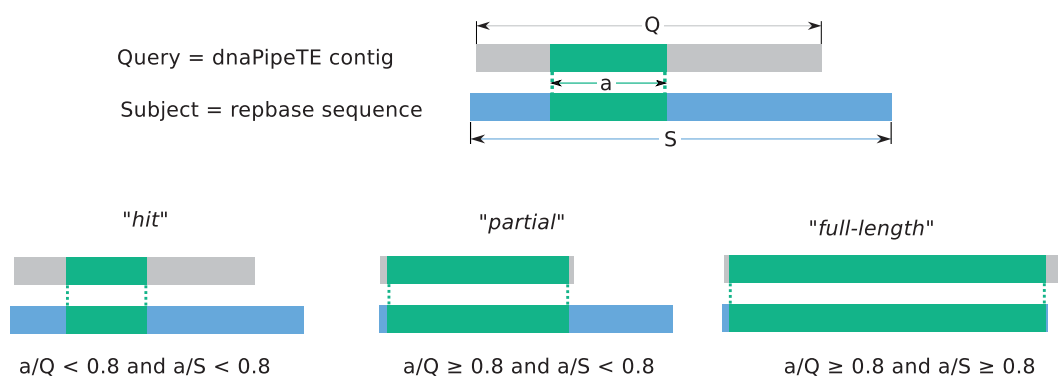 Q
Query = dnaPipeTE contig
a
Subject = repbase sequence
S
"hit"
"partial"
"full-length"
a/Q < 0.8 and a/S < 0.8
a/Q ≥ 0.8 and a/S < 0.8
a/Q ≥ 0.8 and a/S ≥ 0.8